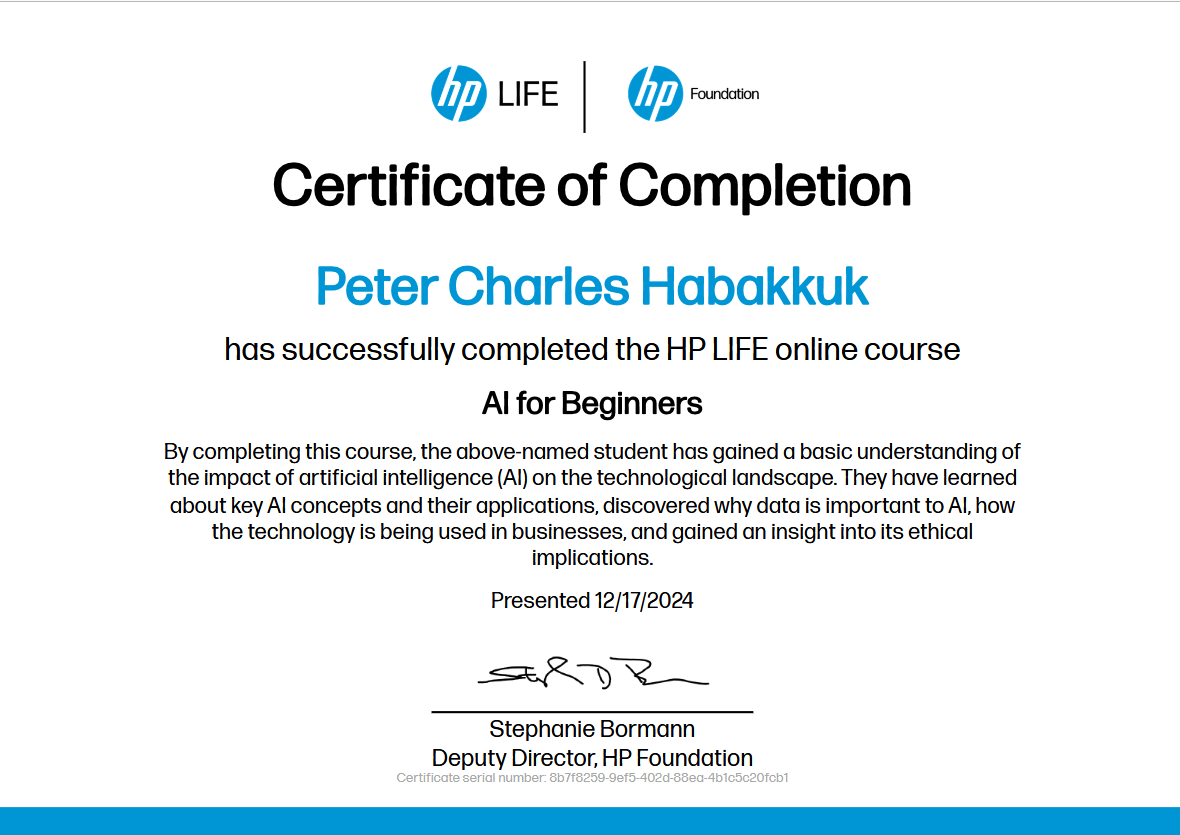 hp LIFE hp Foundation
Certificate of Completion
Peter Charles Habakkuk
has successfully completed the HP LIFE online course
AI for Beginners
By completing this course, the above-named student has gained a basic understanding of
the impact of artificial intelligence (AI) on the technological landscape. They have learned
about key AI concepts and their applications, discovered why data is important to AI, how
the technology is being used in businesses, and gained an insight into its ethical
implications.
Presented 12/17/2024
Stephanie Bormann
Deputy Director, HP Foundation
Certificate serial number: 8b7f8259-9ef5-402d-88ea-4b1c5c20fcb1